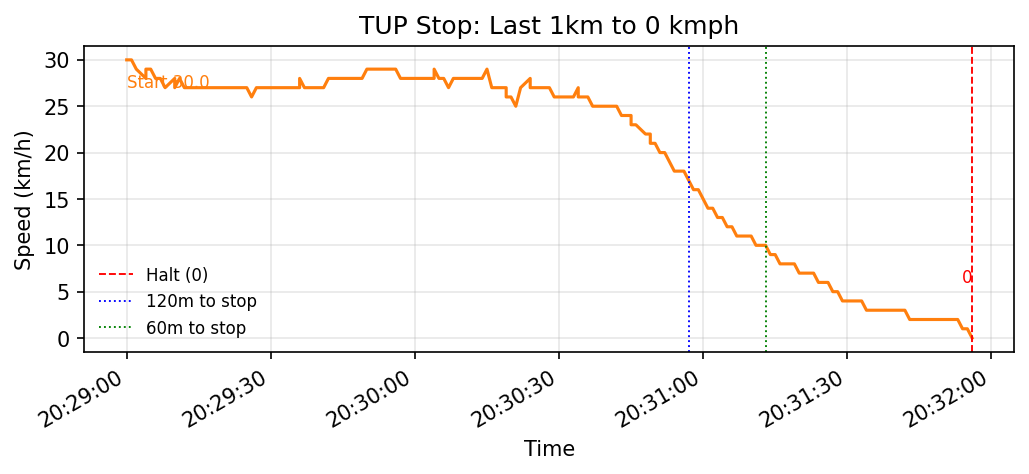 TUP Stop: Last 1km to 0 kmph
Speed (km/h)
30
25
20
15
10
5
0
Start
0
Halt (0)
120m to stop
60m to stop
20:29:00
20:29:30
20:30:00
20:30:30
20:31:00
20:31:30
20:32:00
Time